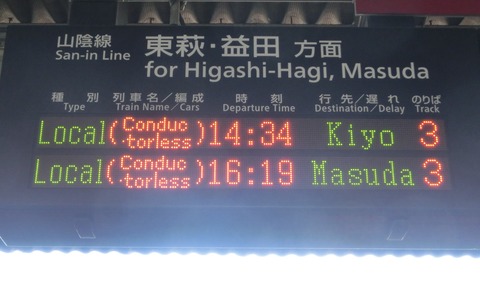 山陰線 東萩・益田 方面
San-in Line for Higashi-Hagi, Masuda
種別 列車名／編成 時刻 行先／遅れ のりば
Type Train Name／Cars Departure Time Destination／Delay Track
Local (Conduc-torless) 14:34 Kiyo 3
Local (Conduc-torless) 16:19 Masuda 3